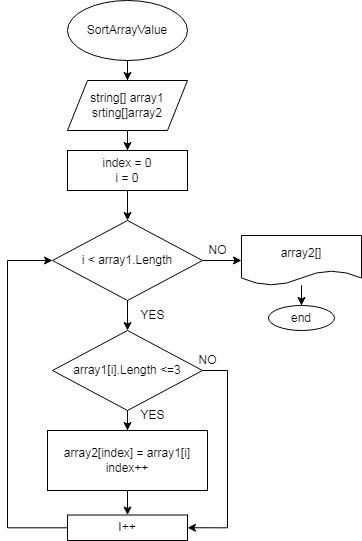 SortArrayValue
string[] array1
srting[]array2
index = 0
i = 0
i < array1.Length
NO
array2[]
end
YES
array1[i].Length <=3
NO
YES
array2[index] = array1[i]
index++
I++